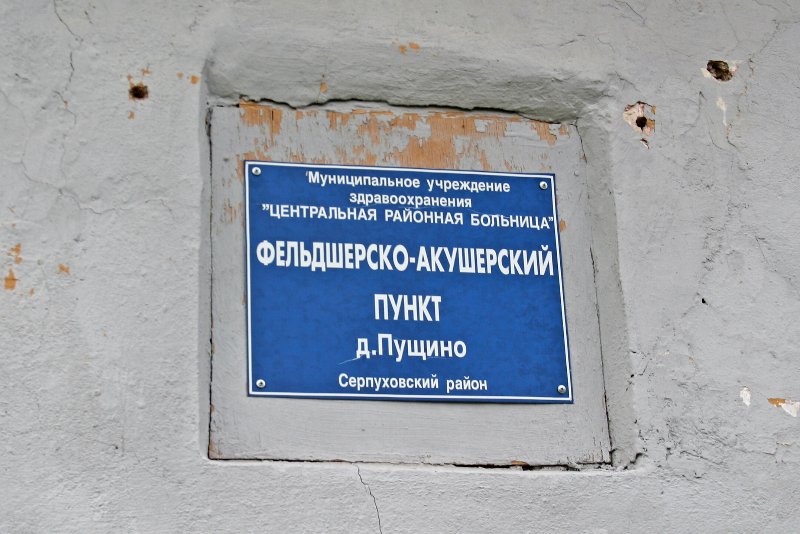 Муниципальное учреждение
здравоохранения
"ЦЕНТРАЛЬНАЯ РАЙОННАЯ БОЛЬНИЦА"
ФЕЛЬДШЕРСКО-АКУШЕРСКИЙ
ПУНКТ
д.Пущино
Серпуховский район